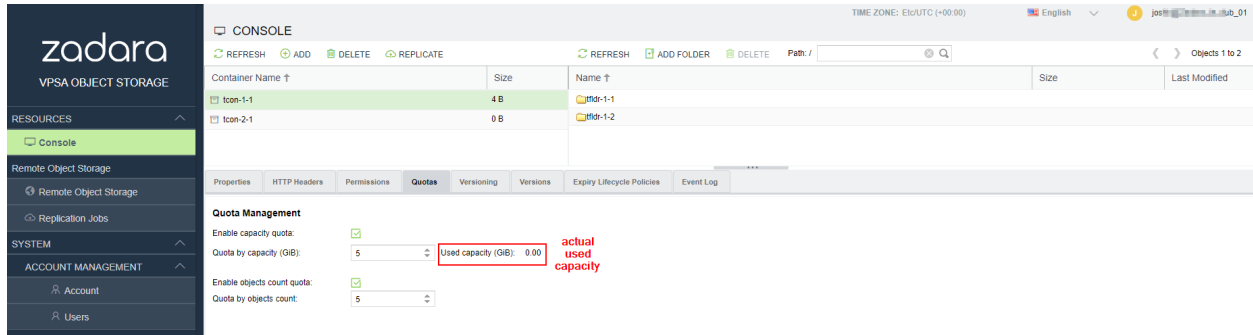 TIME ZONE: Etc/UTC (+00:00) English J
zadara
VPSA OBJECT STORAGE
CONSOLE
REFRESH ADD DELETE REPLICATE REFRESH ADD FOLDER DELETE Path: / Objects 1 to 2
Container Name Size Name Size Last Modified
tcon-1-1 4 B tfldr-1-1
tcon-2-1 0 B tfldr-1-2
RESOURCES
Console
Remote Object Storage
Remote Object Storage
Replication Jobs
SYSTEM
ACCOUNT MANAGEMENT
Account
Users
Properties HTTP Headers Permissions Quotas Versioning Versions Expiry Lifecycle Policies Event Log
Quota Management
Enable capacity quota:
Quota by capacity (GiB): 5 Used capacity (GiB): 0.00
actual
used
capacity
Enable objects count quota:
Quota by objects count: 5